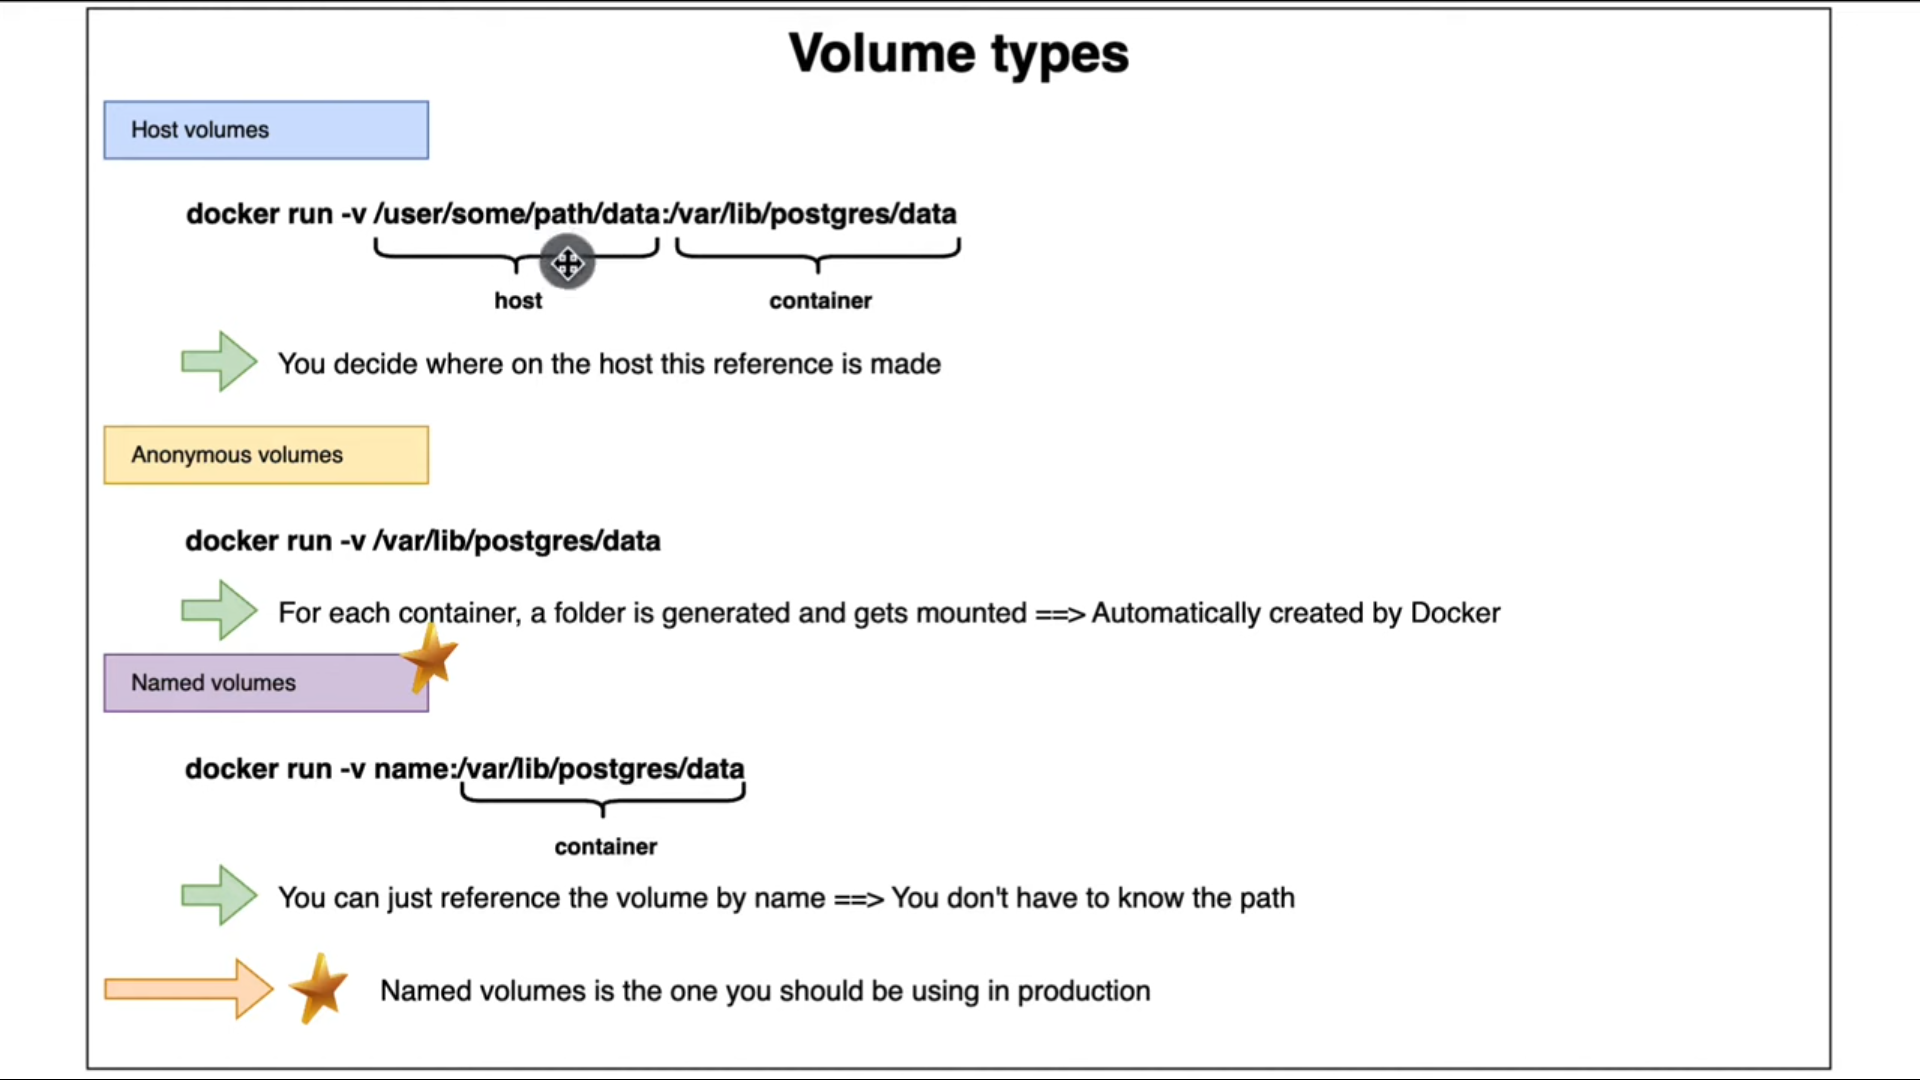 Volume types
Host volumes
docker run -v /user/some/path/data:/var/lib/postgres/data
host container
You decide where on the host this reference is made
Anonymous volumes
docker run -v /var/lib/postgres/data
For each container, a folder is generated and gets mounted ==> Automatically created by Docker
Named volumes
docker run -v name:/var/lib/postgres/data
container
You can just reference the volume by name ==> You don't have to know the path
Named volumes is the one you should be using in production